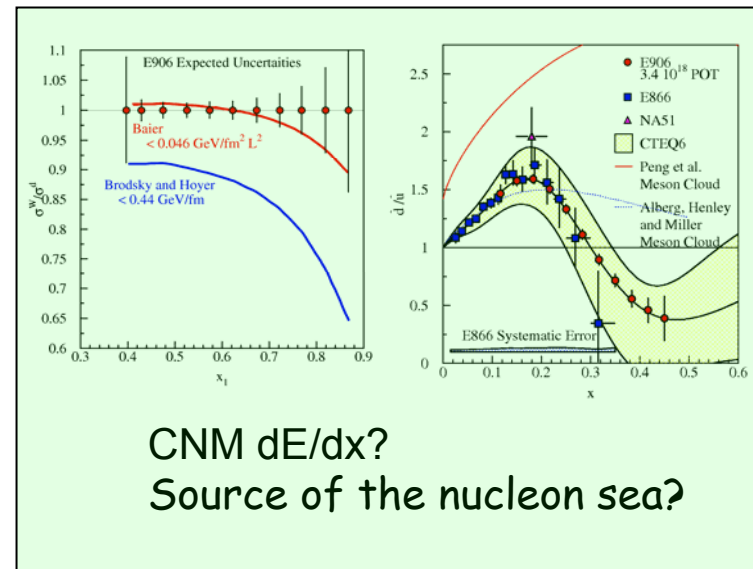 1.1
1.05
1
0.95
0.9
0.85
0.8
0.75
0.7
0.65
0.6
σᵂ/σᵈ
E906 Expected Uncertaities
Baier
< 0.046 GeV/fm² L²
Brodsky and Hoyer
< 0.44 GeV/fm
0.3 0.4 0.5 0.6 0.7 0.8 0.9
x₁
2.5
2
1.5
1
0.5
0
d̄/ū
E906
3.4 10¹⁸ POT
E866
NA51
CTEQ6
Peng et al.
Meson Cloud
Alberg, Henley
and Miller
Meson Cloud
E866 Systematic Error
0 0.1 0.2 0.3 0.4 0.5 0.6
x
CNM dE/dx?
Source of the nucleon sea?